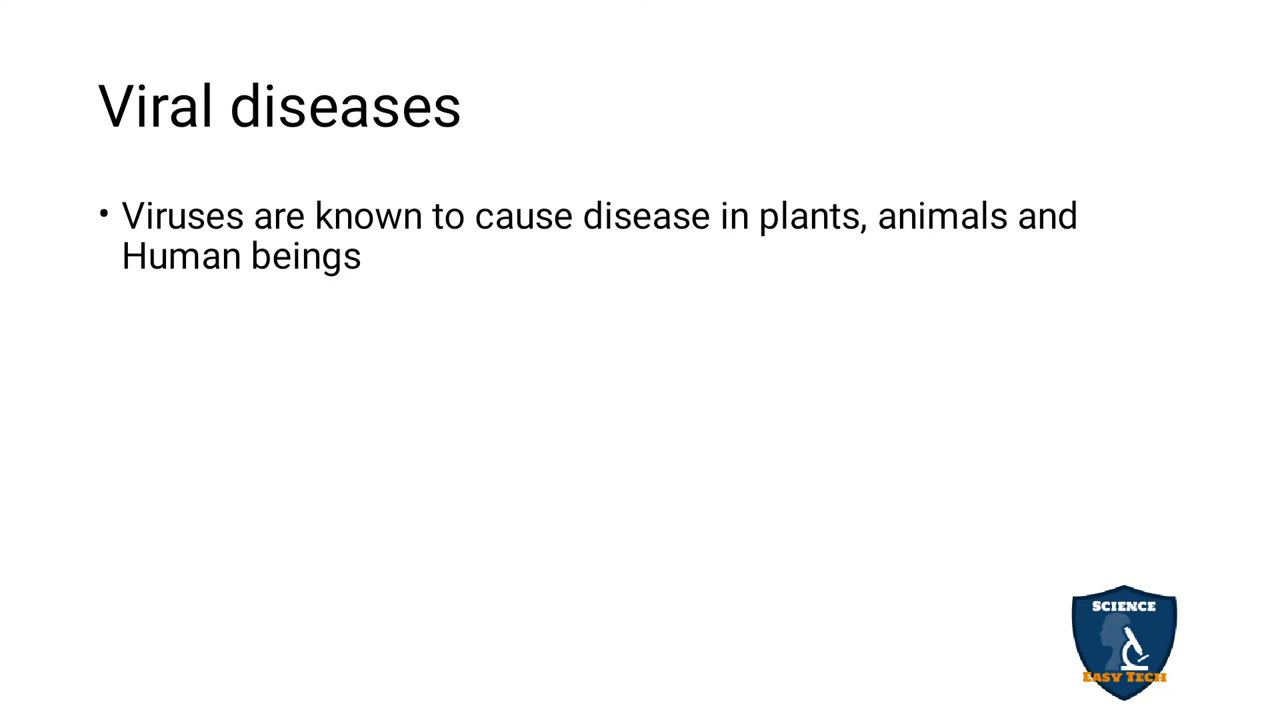 Viral diseases
• Viruses are known to cause disease in plants, animals and
Human beings
SCIENCE
EASY TECH